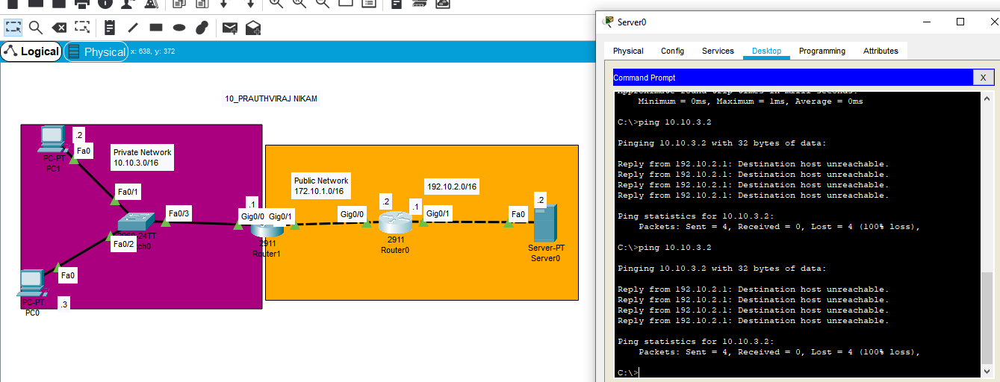 Logical
Physical
x: 638, y: 372
10_PRAUTHVIRAJ NIKAM
.2
Fa0
PC-PT
PC1
Private Network
10.10.3.0/16
Fa0/1
Fa0/3
Fa0/2
Fa0
PC-PT
PC0
.3
.1
Gig0/0
Gig0/1
2911
Router1
Public Network
172.10.1.0/16
Gig0/0
.2
.1
Gig0/1
2911
Router0
192.10.2.0/16
Fa0
.2
Server-PT
Server0
Server0
Physical
Config
Services
Desktop
Programming
Attributes
Command Prompt
X
Minimum = 0ms, Maximum = 1ms, Average = 0ms
C:\>ping 10.10.3.2
Pinging 10.10.3.2 with 32 bytes of data:
Reply from 192.10.2.1: Destination host unreachable.
Reply from 192.10.2.1: Destination host unreachable.
Reply from 192.10.2.1: Destination host unreachable.
Reply from 192.10.2.1: Destination host unreachable.
Ping statistics for 10.10.3.2:
Packets: Sent = 4, Received = 0, Lost = 4 (100% loss),
C:\>ping 10.10.3.2
Pinging 10.10.3.2 with 32 bytes of data:
Reply from 192.10.2.1: Destination host unreachable.
Reply from 192.10.2.1: Destination host unreachable.
Reply from 192.10.2.1: Destination host unreachable.
Reply from 192.10.2.1: Destination host unreachable.
Ping statistics for 10.10.3.2:
Packets: Sent = 4, Received = 0, Lost = 4 (100% loss),
C:\>